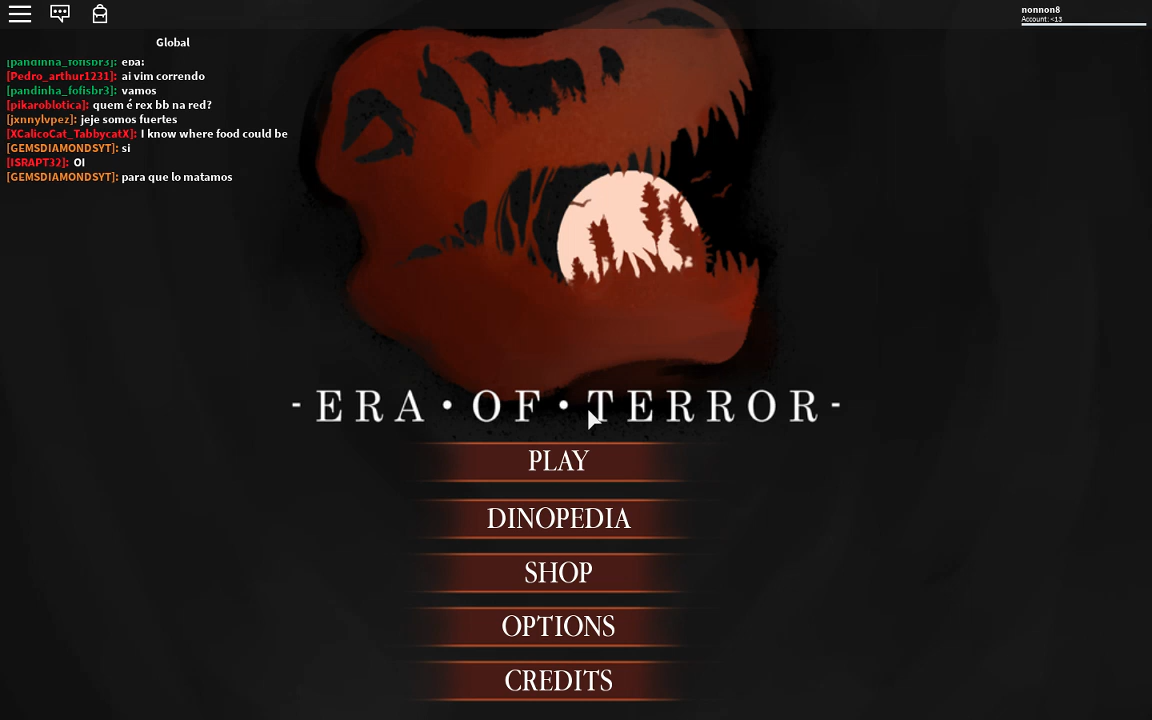 nonnon8
Account: <13
Global
[pandinha_fofisbr3]: eba!
[Pedro_arthur1231]: ai vim correndo
[pandinha_fofisbr3]: vamos
[pikaroblotica]: quem é rex bb na red?
[jxnnylvpez]: jeje somos fuertes
[XCalicoCat_TabbycatX]: I know where food could be
[GEMSDIAMONDSYT]: si
[ISRAPT32]: OI
[GEMSDIAMONDSYT]: para que lo matamos
-ERA•OF•TERROR-
PLAY
DINOPEDIA
SHOP
OPTIONS
CREDITS